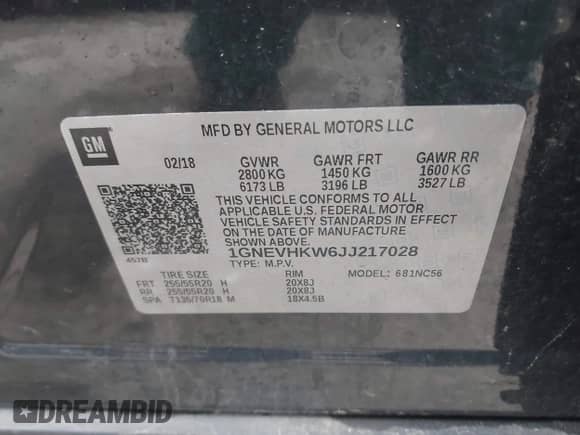 GM
MFD BY GENERAL MOTORS LLC
02/18 GVWR GAWR FRT GAWR RR
2800 KG 1450 KG 1600 KG
6173 LB 3196 LB 3527 LB
THIS VEHICLE CONFORMS TO ALL
APPLICABLE U.S. FEDERAL MOTOR
VEHICLE SAFETY STANDARDS IN EFFECT
ON THE DATE OF MANUFACTURE SHOWN ABOVE.
1GNEVHKW6JJ217028
TYPE: M.P.V. MODEL: 681NC56
TIRE SIZE RIM
FRT 255/55R20 H 20X8J
RR 255/55R20 H 20X8J
SPA T135/70R18 M 18X4.5B
DREAMBID